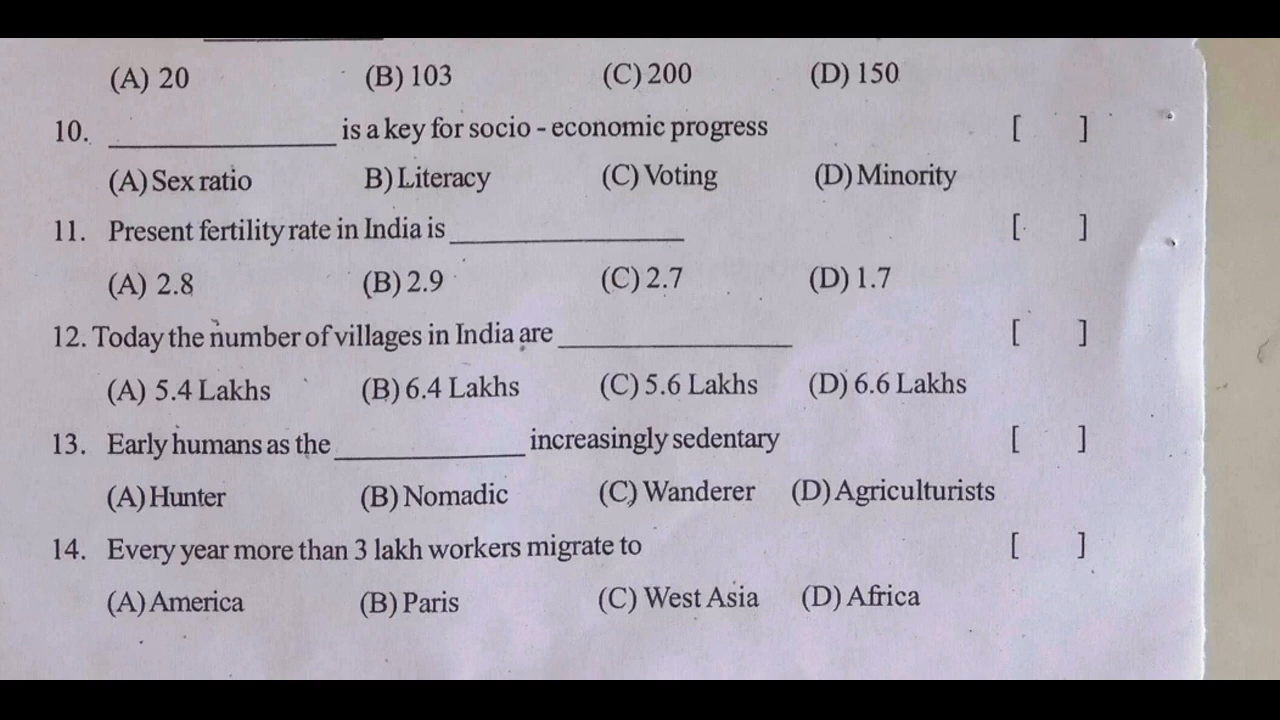 (A) 20 (B) 103 (C) 200 (D) 150
10. ________________ is a key for socio - economic progress [ ]
(A) Sex ratio B) Literacy (C) Voting (D) Minority
11. Present fertility rate in India is ________________ [ ]
(A) 2.8 (B) 2.9 (C) 2.7 (D) 1.7
12. Today the number of villages in India are ________________ [ ]
(A) 5.4 Lakhs (B) 6.4 Lakhs (C) 5.6 Lakhs (D) 6.6 Lakhs
13. Early humans as the ______________ increasingly sedentary [ ]
(A) Hunter (B) Nomadic (C) Wanderer (D) Agriculturists
14. Every year more than 3 lakh workers migrate to [ ]
(A) America (B) Paris (C) West Asia (D) Africa